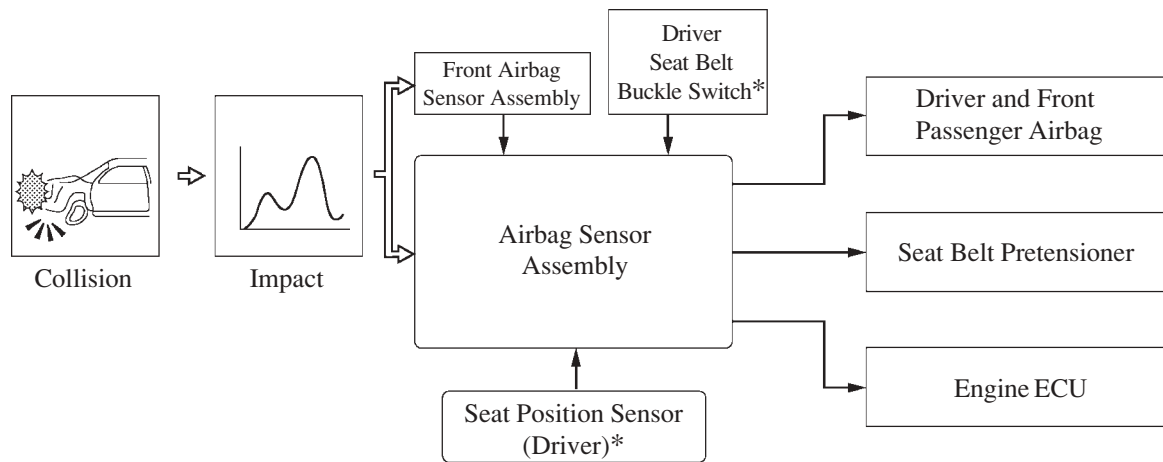 Collision
Impact
Front Airbag
Sensor Assembly
Driver
Seat Belt
Buckle Switch*
Airbag Sensor
Assembly
Seat Position Sensor
(Driver)*
Driver and Front
Passenger Airbag
Seat Belt Pretensioner
Engine ECU